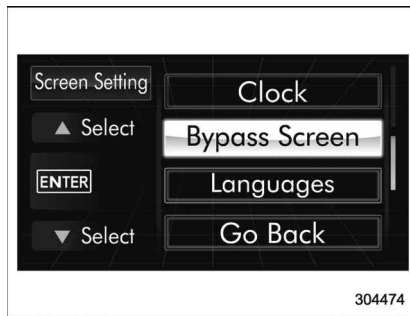 Screen Setting
▲ Select
ENTER
▼ Select
Clock
Bypass Screen
Languages
Go Back
304474